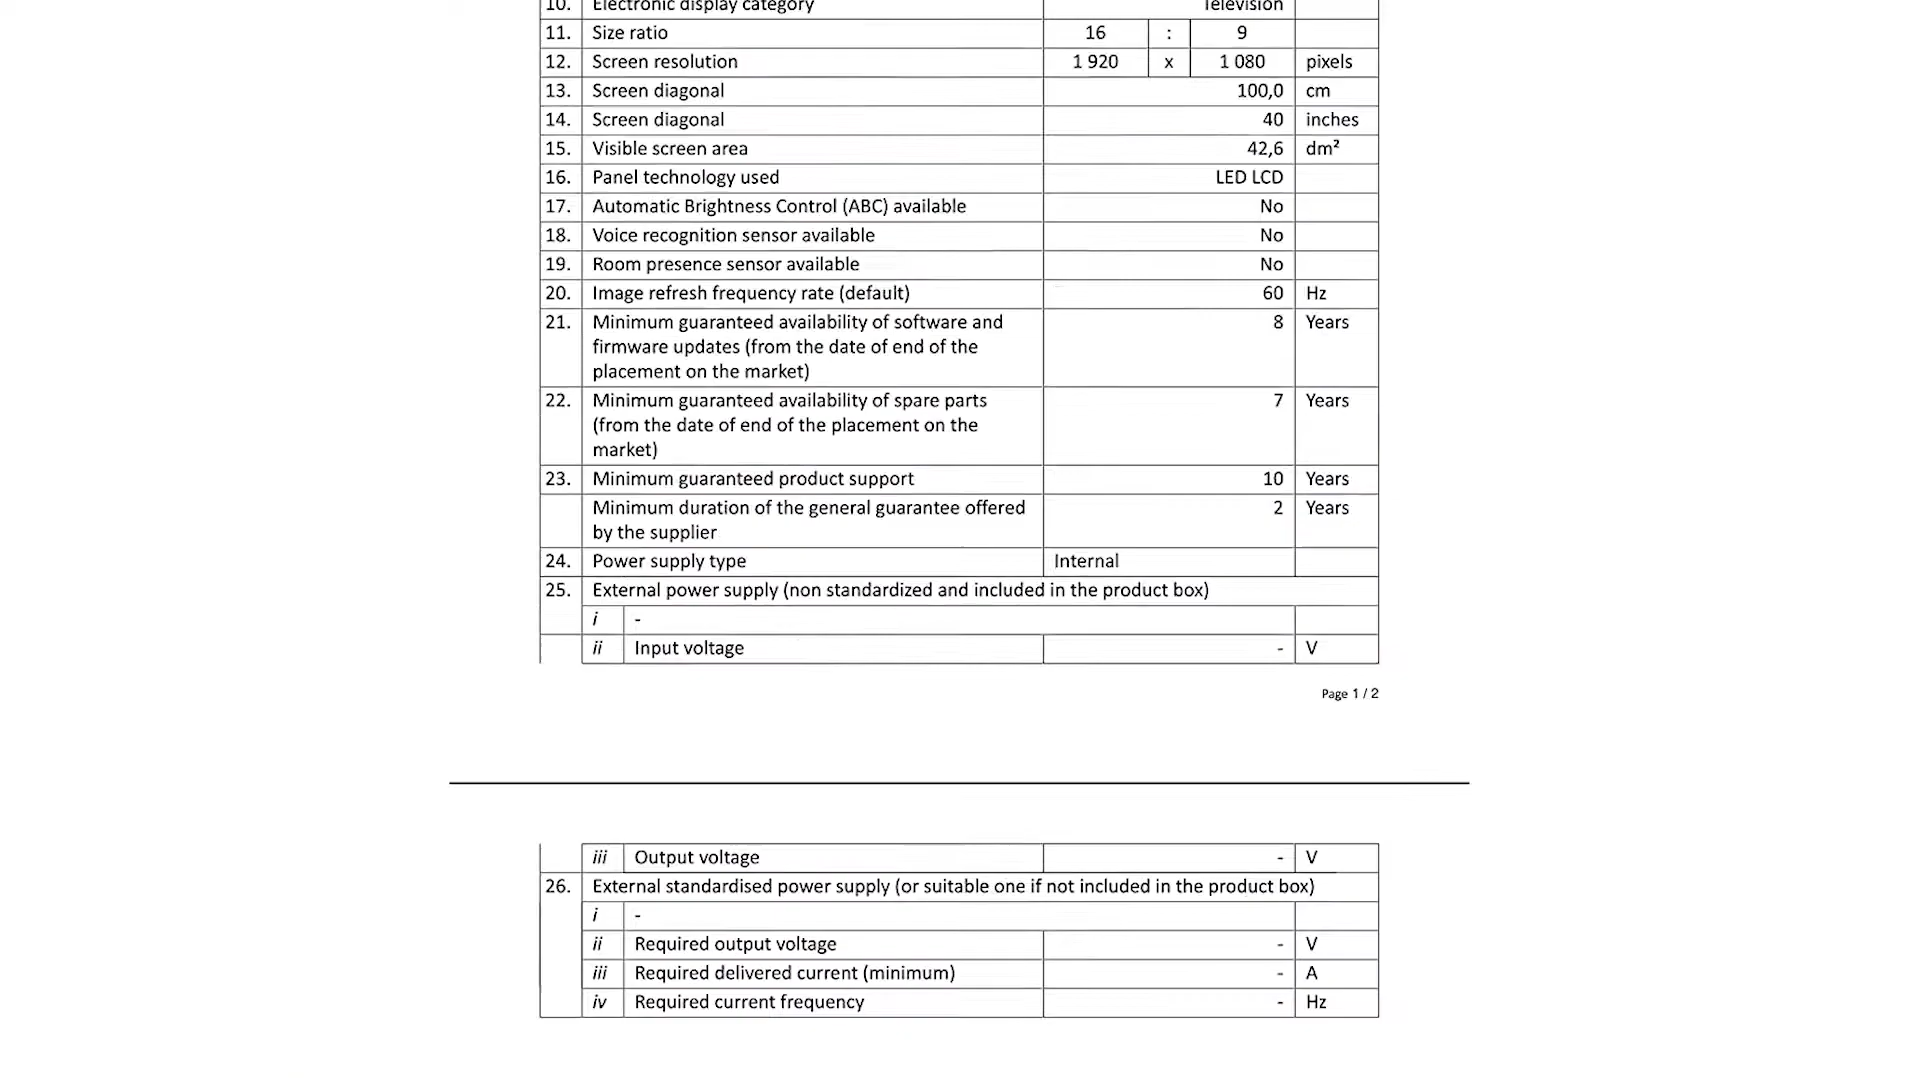 10. Electronic display category Television
11. Size ratio 16 : 9
12. Screen resolution 1 920 x 1 080 pixels
13. Screen diagonal 100,0 cm
14. Screen diagonal 40 inches
15. Visible screen area 42,6 dm²
16. Panel technology used LED LCD
17. Automatic Brightness Control (ABC) available No
18. Voice recognition sensor available No
19. Room presence sensor available No
20. Image refresh frequency rate (default) 60 Hz
21. Minimum guaranteed availability of software and 8 Years
firmware updates (from the date of end of the
placement on the market)
22. Minimum guaranteed availability of spare parts 7 Years
(from the date of end of the placement on the
market)
23. Minimum guaranteed product support 10 Years
Minimum duration of the general guarantee offered 2 Years
by the supplier
24. Power supply type Internal
25. External power supply (non standardized and included in the product box)
i -
ii Input voltage - V
Page 1 / 2
iii Output voltage - V
26. External standardised power supply (or suitable one if not included in the product box)
i -
ii Required output voltage - V
iii Required delivered current (minimum) - A
iv Required current frequency - Hz